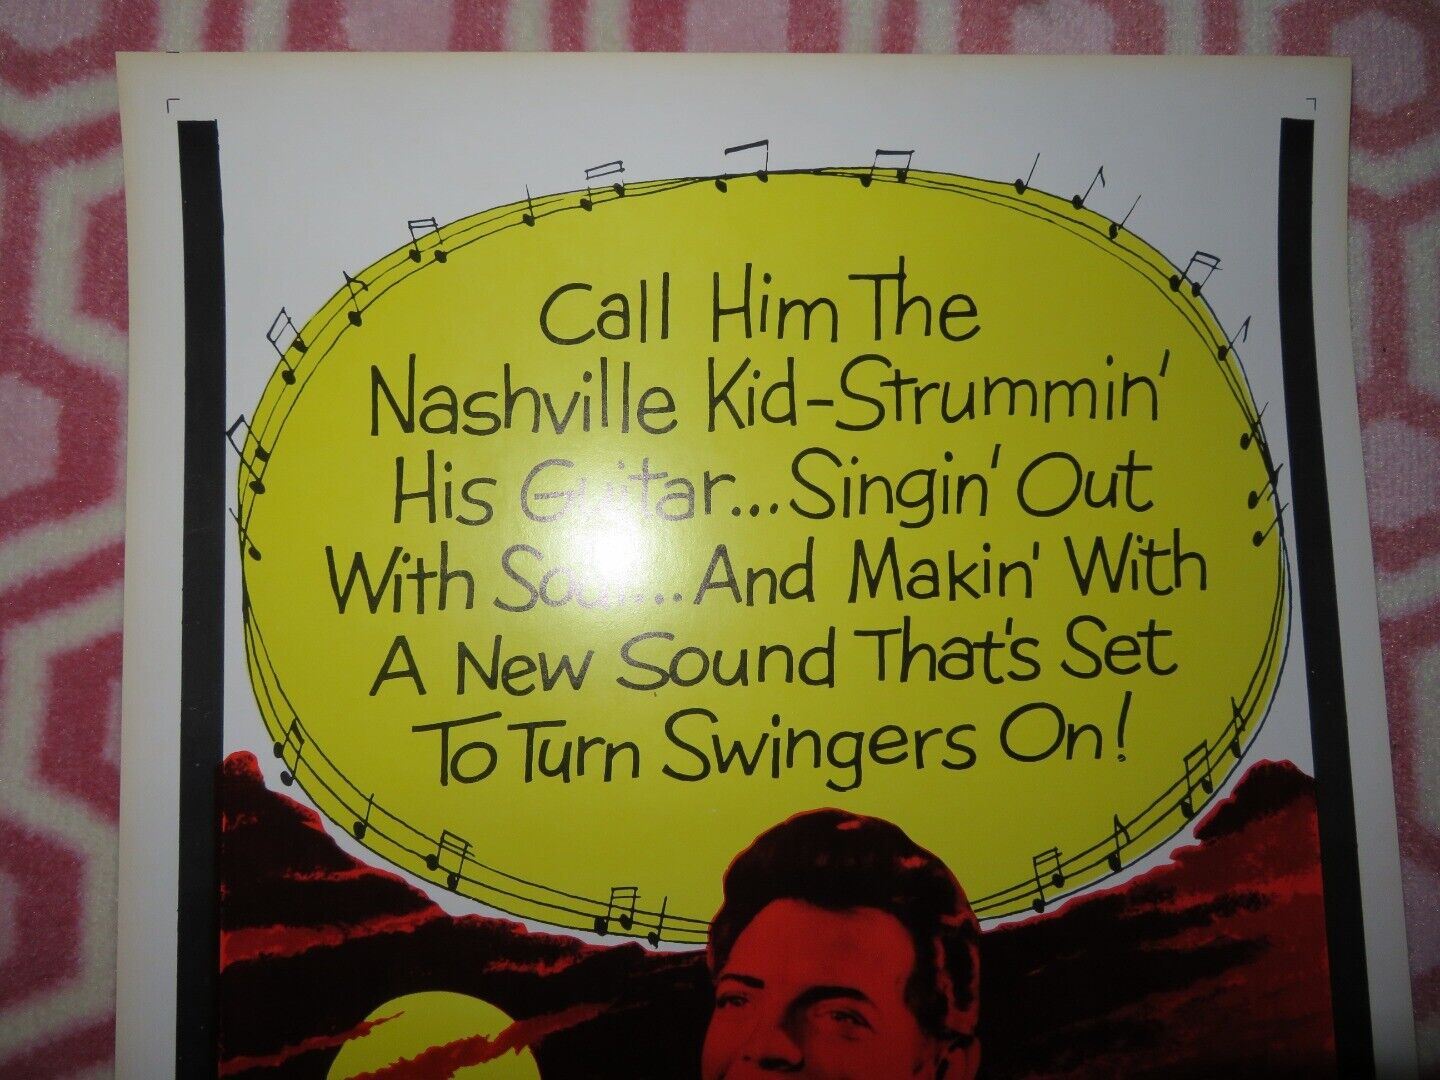 Call Him The
Nashville Kid-Strummin'
His Guitar...Singin' Out
With Soul...And Makin' With
A New Sound That's Set
To Turn Swingers On!